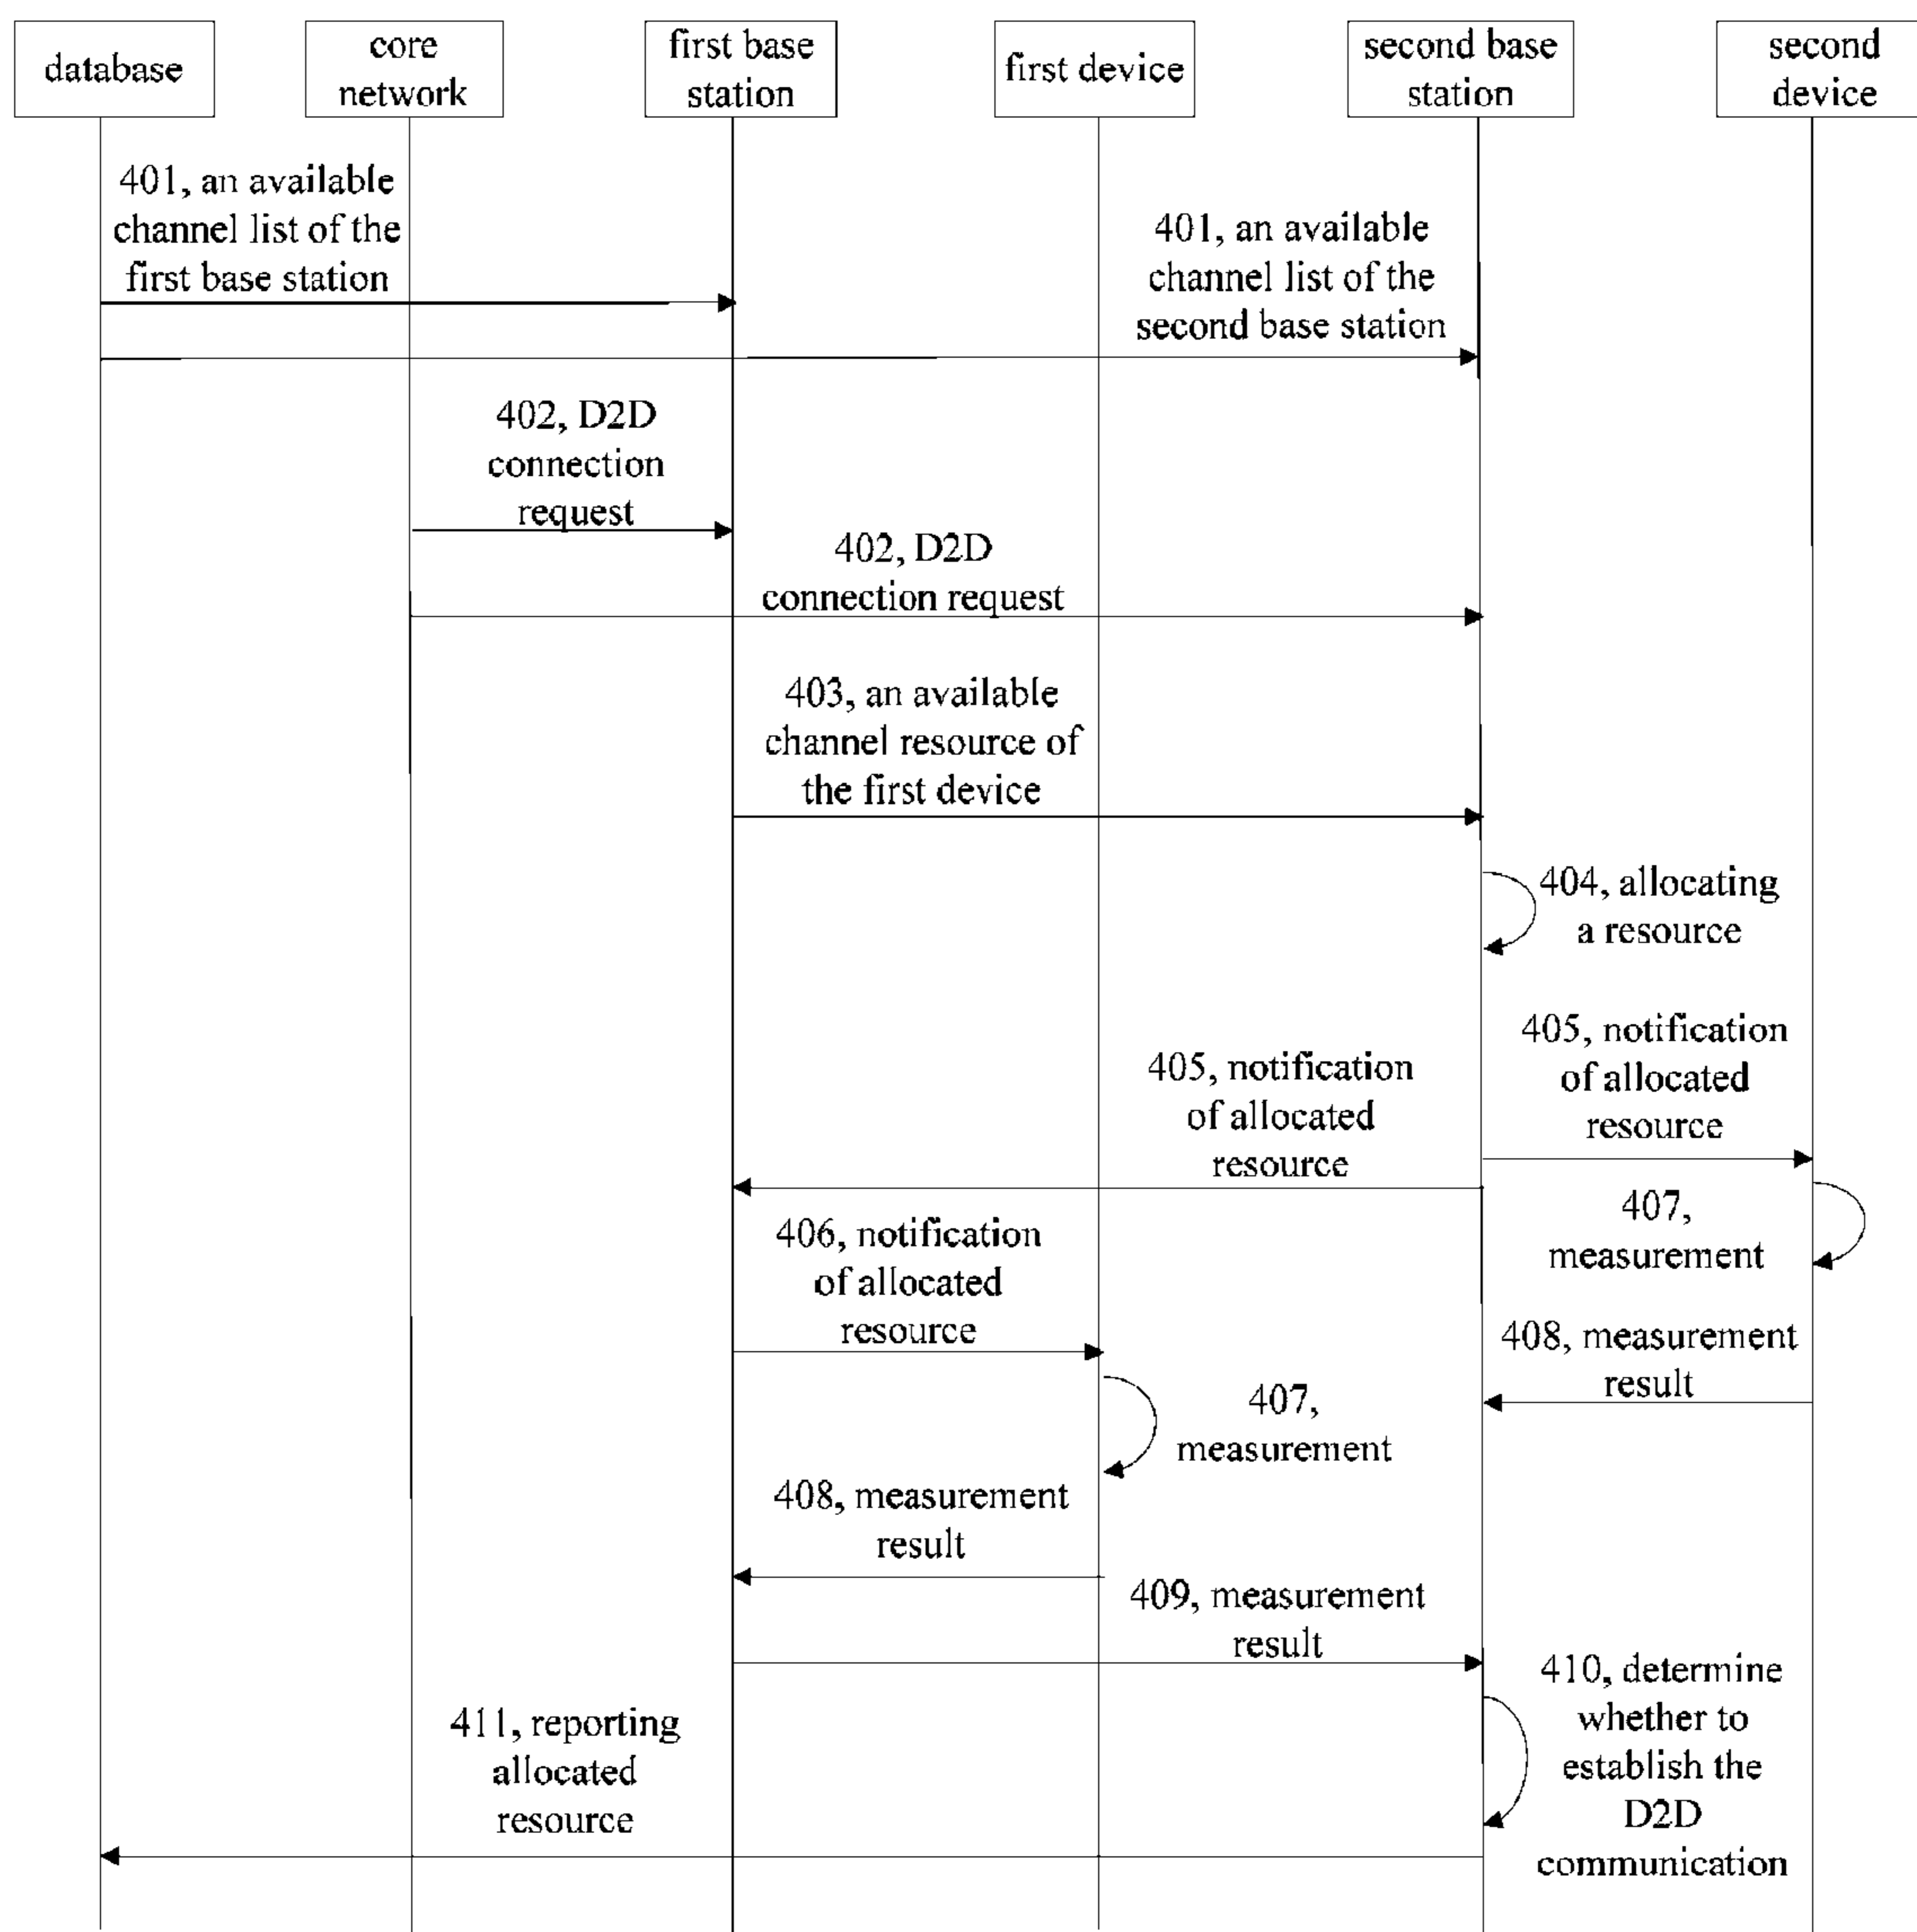 database
core
network
first base
station
first device
second base
station
second
device
401, an available
channel list of the
first base station
401, an available
channel list of the
second base station
402, D2D
connection
request
402, D2D
connection request
403, an available
channel resource of
the first device
404, allocating
a resource
405, notification
of allocated
resource
405, notification
of allocated
resource
407,
measurement
406, notification
of allocated
resource
408, measurement
result
407,
measurement
408, measurement
result
409, measurement
result
410, determine
whether to
establish the
D2D
communication
411, reporting
allocated
resource